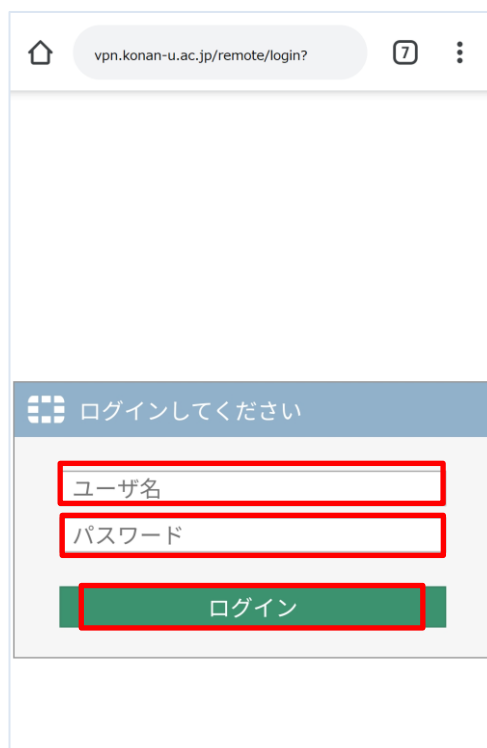 vpn.konan-u.ac.jp/remote/login?
7
ログインしてください
ユーザ名
パスワード
ログイン